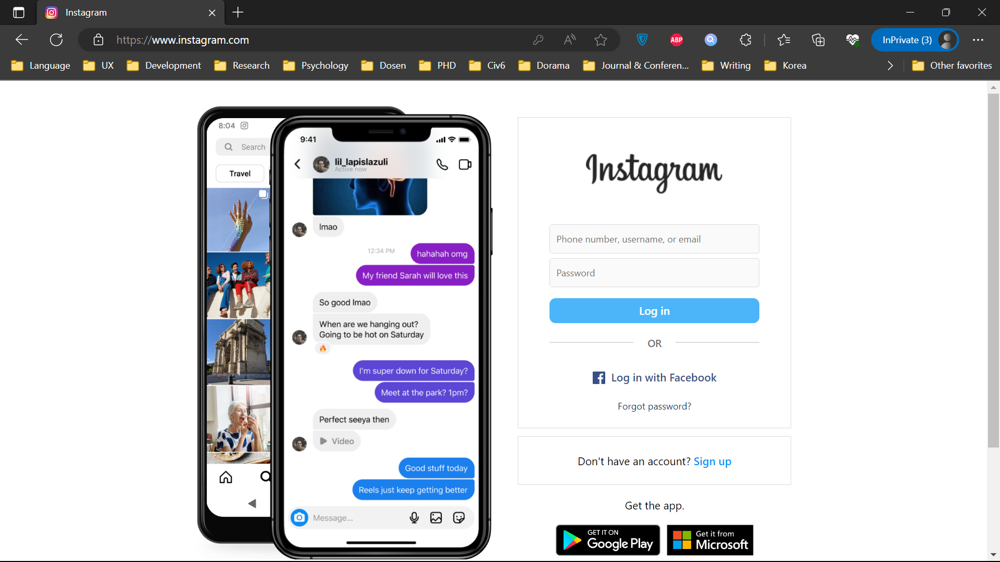 Instagram
https://www.instagram.com
ABP
InPrivate (3)
Language
UX
Development
Research
Psychology
Dosen
PHD
Civ6
Dorama
Journal & Conferen...
Writing
Korea
Other favorites
8:04
Search
Travel
9:41
lil_lapislazuli
Active now
lmao
12:34 PM
hahahah omg
My friend Sarah will love this
So good lmao
When are we hanging out?
Going to be hot on Saturday
I'm super down for Saturday?
Meet at the park? 1pm?
Perfect seeya then
Video
Good stuff today
Reels just keep getting better
Message...
Instagram
Phone number, username, or email
Password
Log in
OR
Log in with Facebook
Forgot password?
Don't have an account? Sign up
Get the app.
GET IT ON
Google Play
Get it from
Microsoft